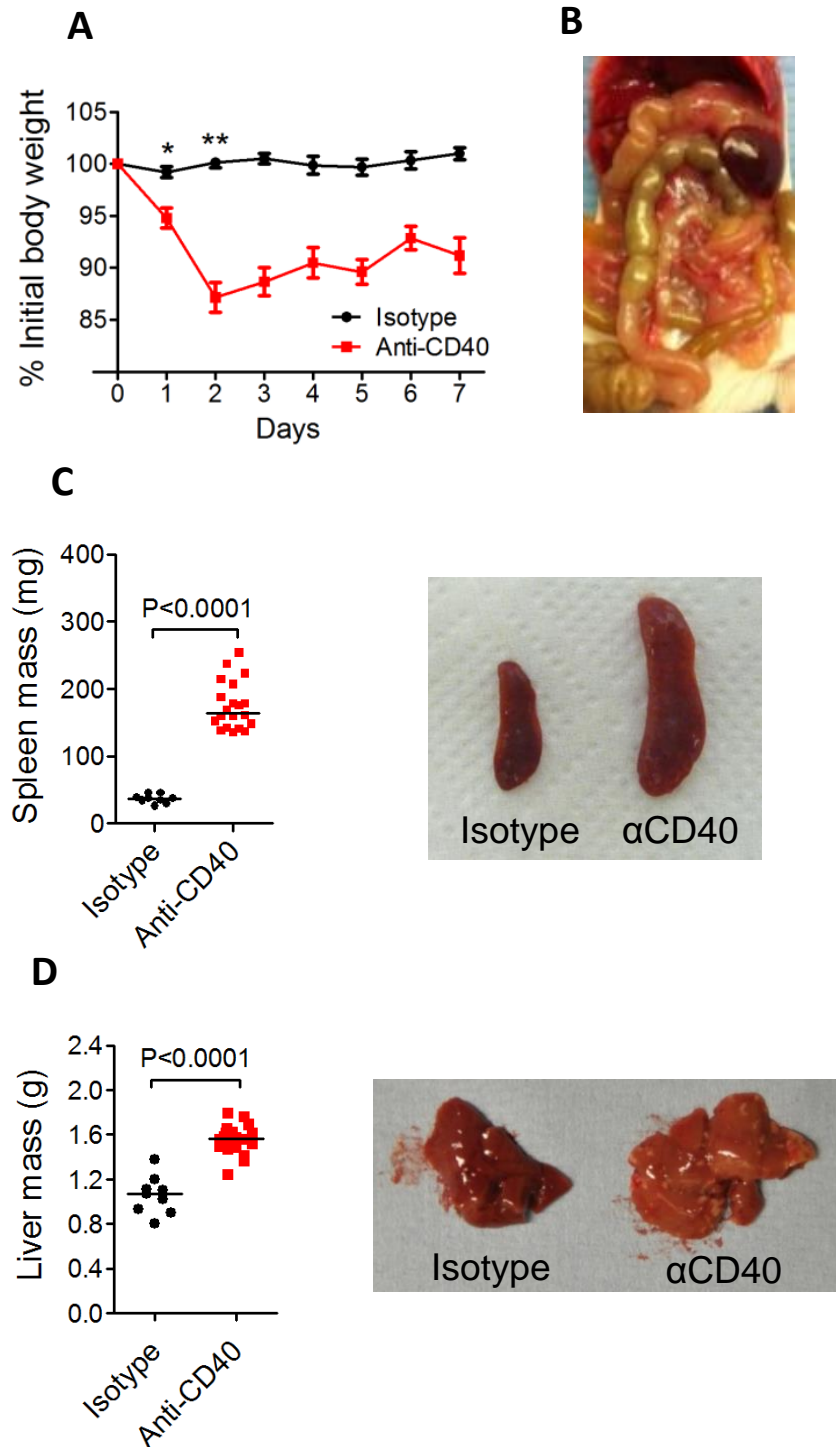 A
% Initial body weight
105
100
95
90
85
* **
Isotype
Anti-CD40
0 1 2 3 4 5 6 7
Days
B
C
Spleen mass (mg)
400
300
200
100
0
P<0.0001
Isotype
Anti-CD40
Isotype αCD40
D
Liver mass (g)
2.4
2.0
1.6
1.2
0.8
0.4
0.0
P<0.0001
Isotype
Anti-CD40
Isotype αCD40